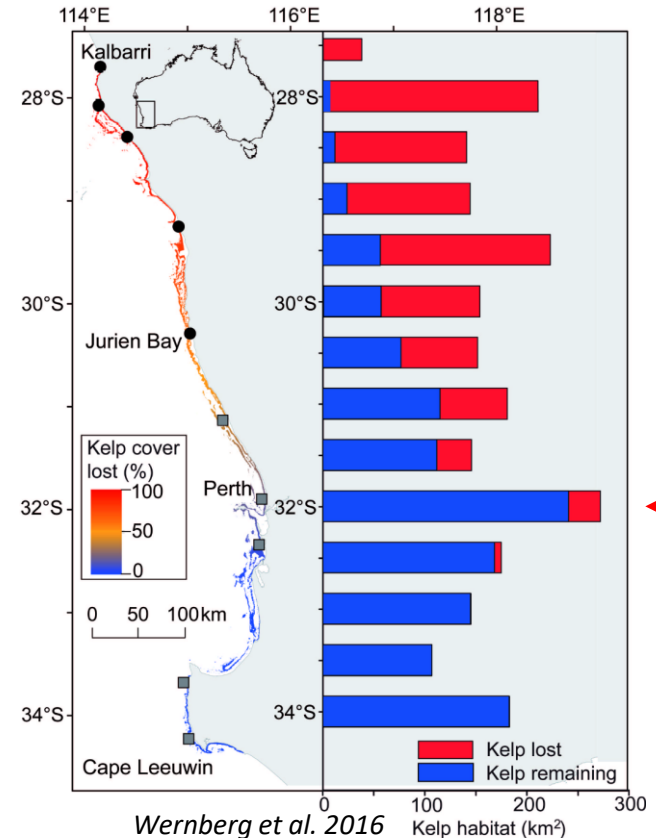 114°E
116°E
118°E
Kalbarri
28°S
28°S
30°S
30°S
Jurien Bay
Kelp cover
lost (%)
100
50
0
Perth
32°S
32°S
0 50 100km
34°S
34°S
Cape Leeuwin
Kelp lost
Kelp remaining
0 100 200 300
Wernberg et al. 2016
Kelp habitat (km²)